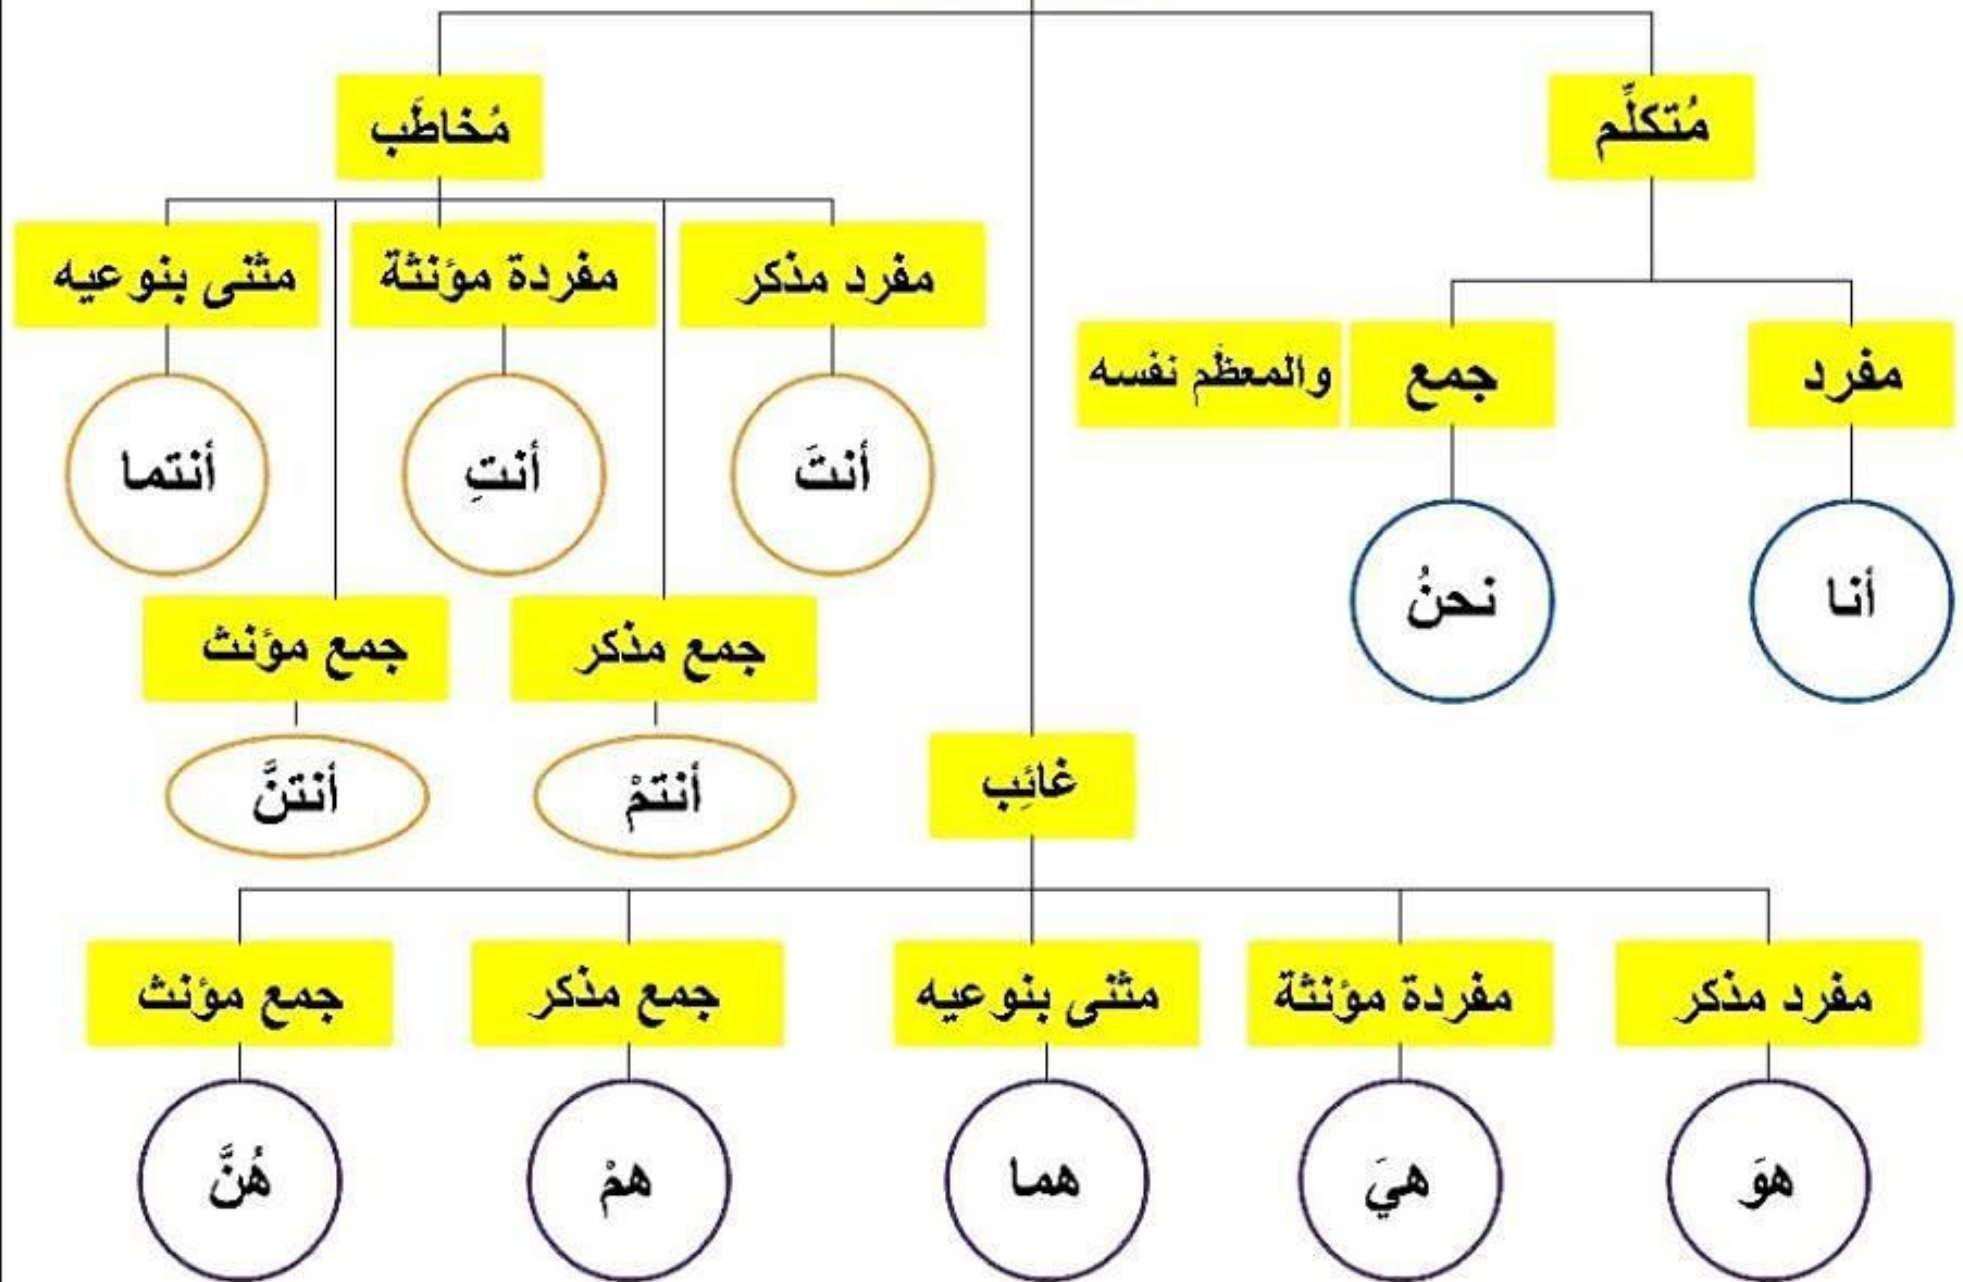 مُتكلِّم
مُخاطَب
مفرد مذكر
مفردة مؤنثة
مثنى بنوعيه
مفرد
جمع
والمعظَّم نفسه
أنتَ
أنتِ
أنتما
أنا
نحنُ
جمع مذكر
جمع مؤنث
غائِب
أنتمْ
أنتنَّ
مفرد مذكر
مفردة مؤنثة
مثنى بنوعيه
جمع مذكر
جمع مؤنث
هوَ
هيَ
هما
همْ
هُنَّ